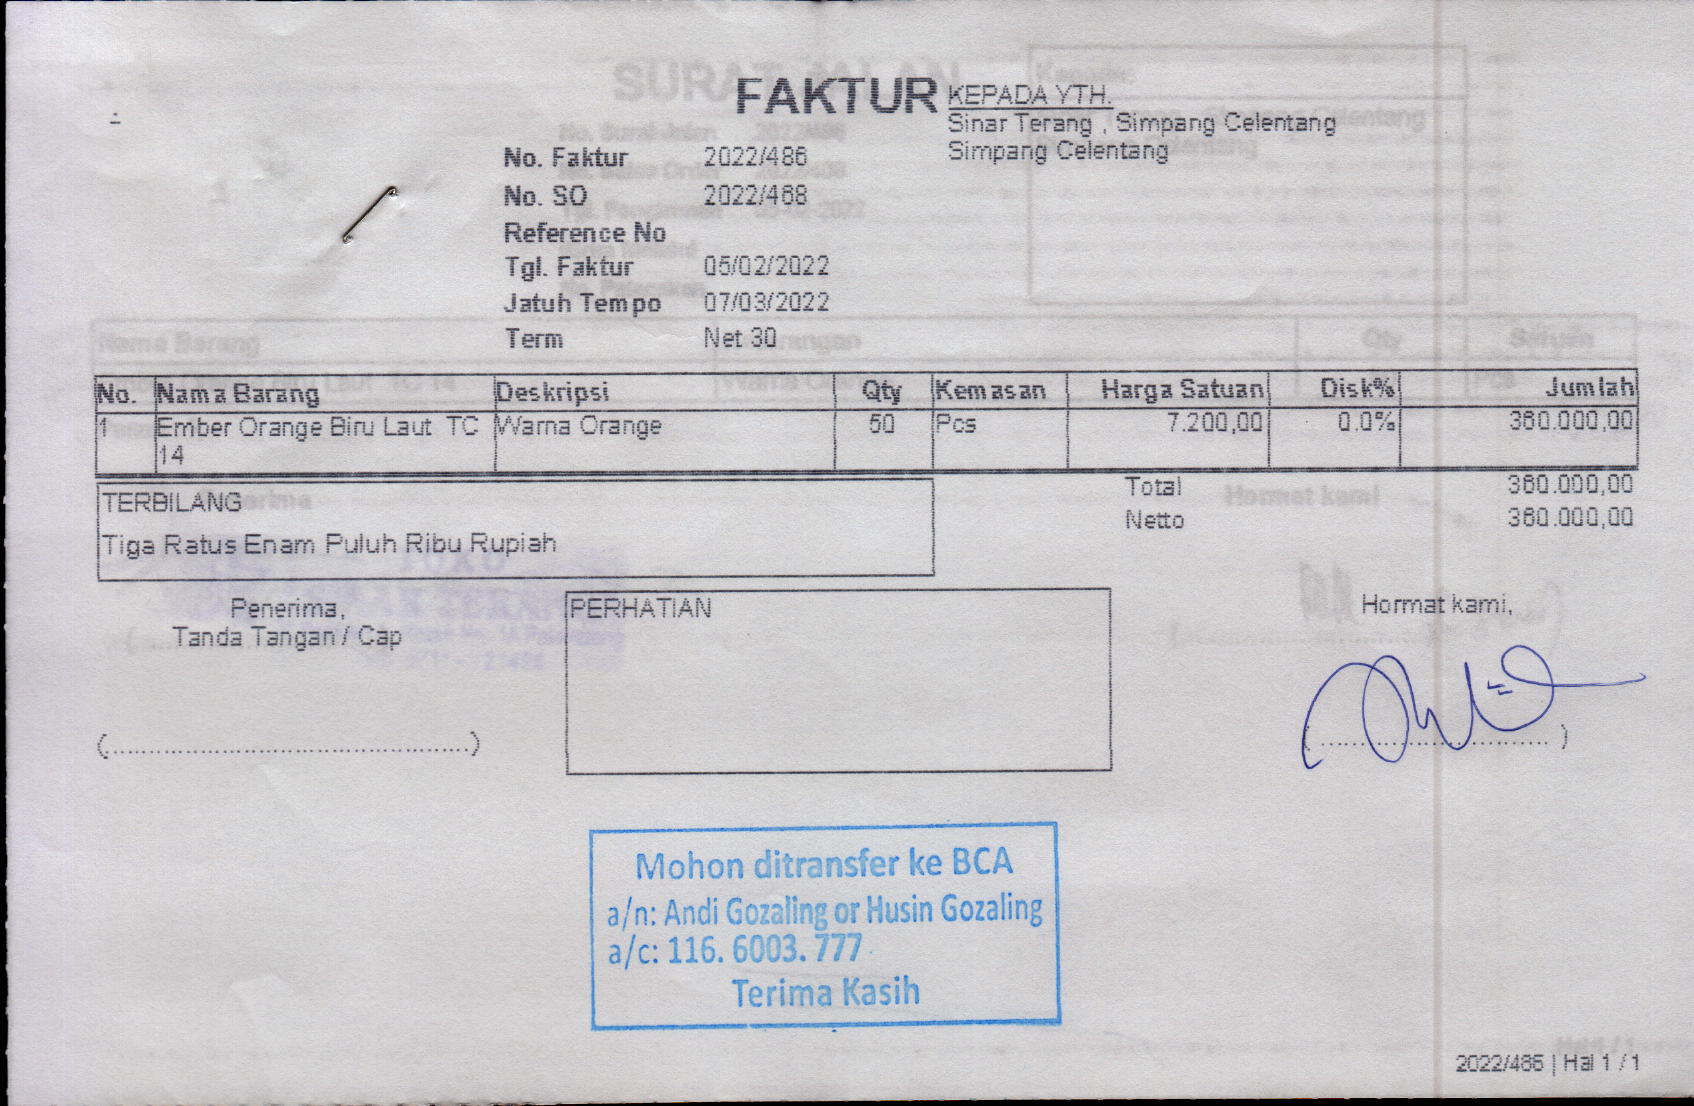 FAKTUR
KEPADA YTH.
Sinar Terang , Simpang Celentang
Simpang Celentang
No. Faktur 2022/486
No. SO 2022/468
Reference No
Tgl. Faktur 05/02/2022
Jatuh Tempo 07/03/2022
Term Net 30
No. Nama Barang Deskripsi Qty Kemasan Harga Satuan Disk% Jumlah
1 Ember Orange Biru Laut TC 14 Warna Orange 50 Pcs 7.200,00 0.0% 360.000,00
TERBILANG
Tiga Ratus Enam Puluh Ribu Rupiah
Total 360.000,00
Netto 360.000,00
Penerima,
Tanda Tangan / Cap
PERHATIAN
Hormat kami,
Mohon ditransfer ke BCA
a/n: Andi Gozaling or Husin Gozaling
a/c: 116. 6003. 777
Terima Kasih
2022/486 | Hal 1 / 1